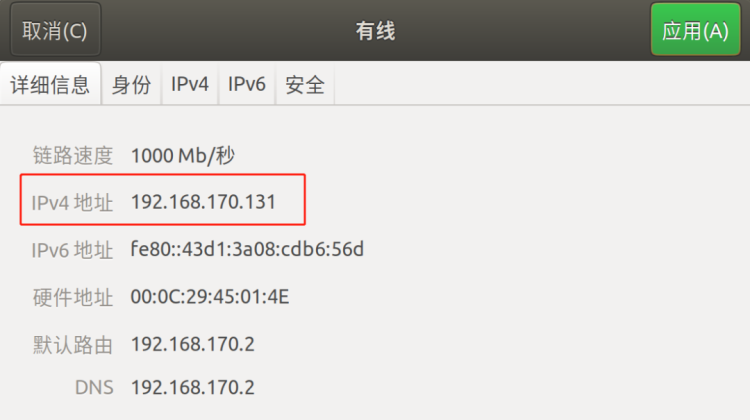 取消(C) 有线 应用(A)
详细信息 身份 IPv4 IPv6 安全
链路速度 1000 Mb/秒
IPv4 地址 192.168.170.131
IPv6 地址 fe80::43d1:3a08:cdb6:56d
硬件地址 00:0C:29:45:01:4E
默认路由 192.168.170.2
DNS 192.168.170.2